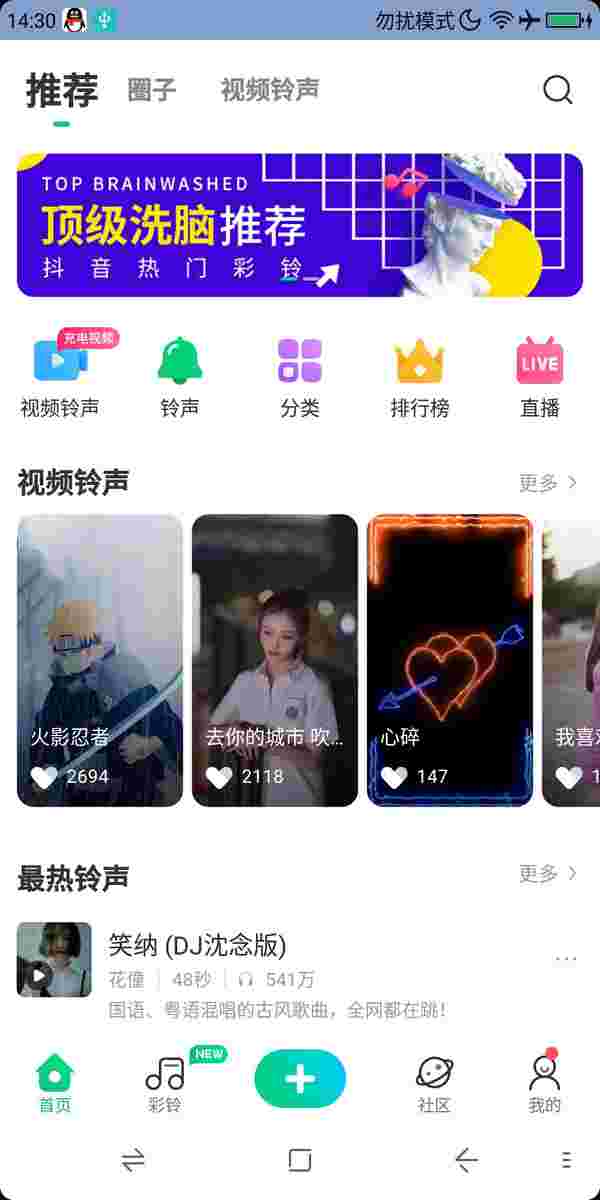 14:30 勿扰模式
推荐 圈子 视频铃声
TOP BRAINWASHED
顶级洗脑推荐
抖音热门彩铃
充电视频
LIVE
视频铃声 铃声 分类 排行榜 直播
视频铃声 更多
火影忍者 去你的城市 吹... 心碎 我喜
2694 2118 147 1
最热铃声 更多
笑纳 (DJ沈念版)
花僮 48秒 541万
国语、粤语混唱的古风歌曲，全网都在跳！
NEW
首页 彩铃 社区 我的